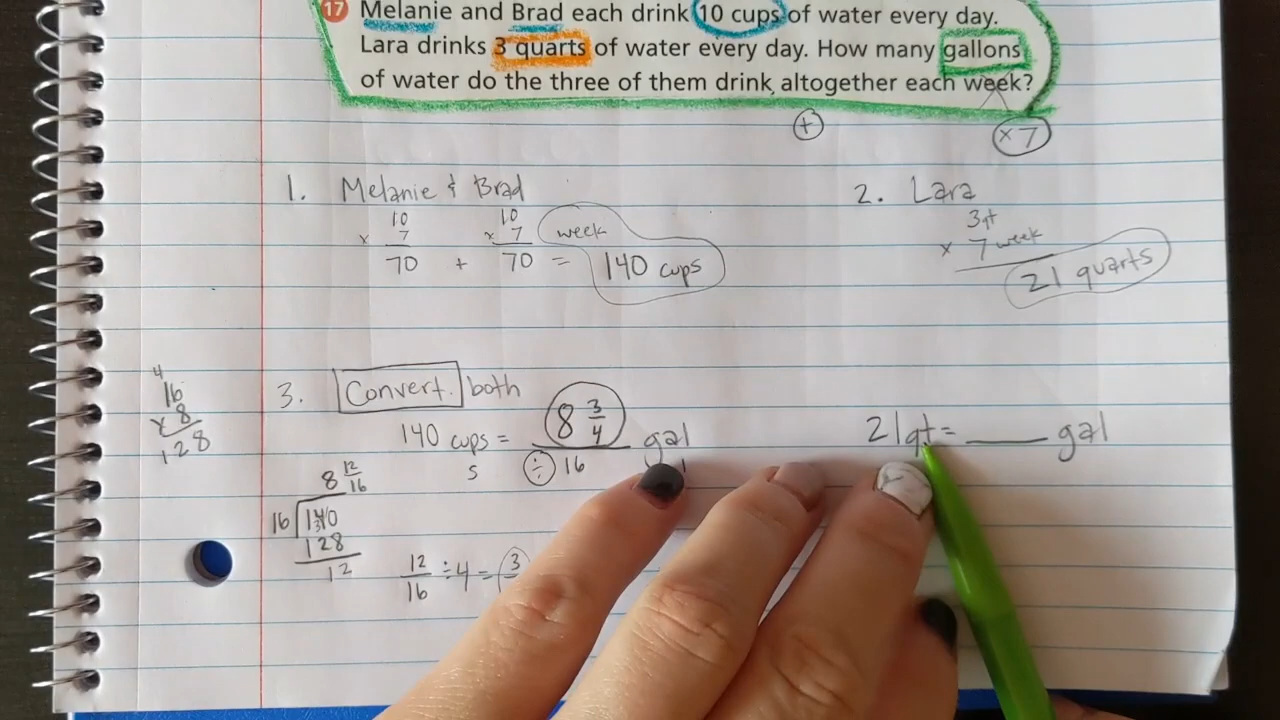 17 Melanie and Brad each drink 10 cups of water every day.
Lara drinks 3 quarts of water every day. How many gallons
of water do the three of them drink altogether each week?
+
x 7
1. Melanie & Brad
10 10
x 7 x 7 week
70 + 70 = 140 cups
2. Lara
3qt
x 7 week
21 quarts
4
16
x 8
128
3. Convert. both
140 cups = 8 3/4 gal
s ÷ 16
8 12/16
16 140
128
12
12/16 ÷ 4 = 3
21qt = ___ gal